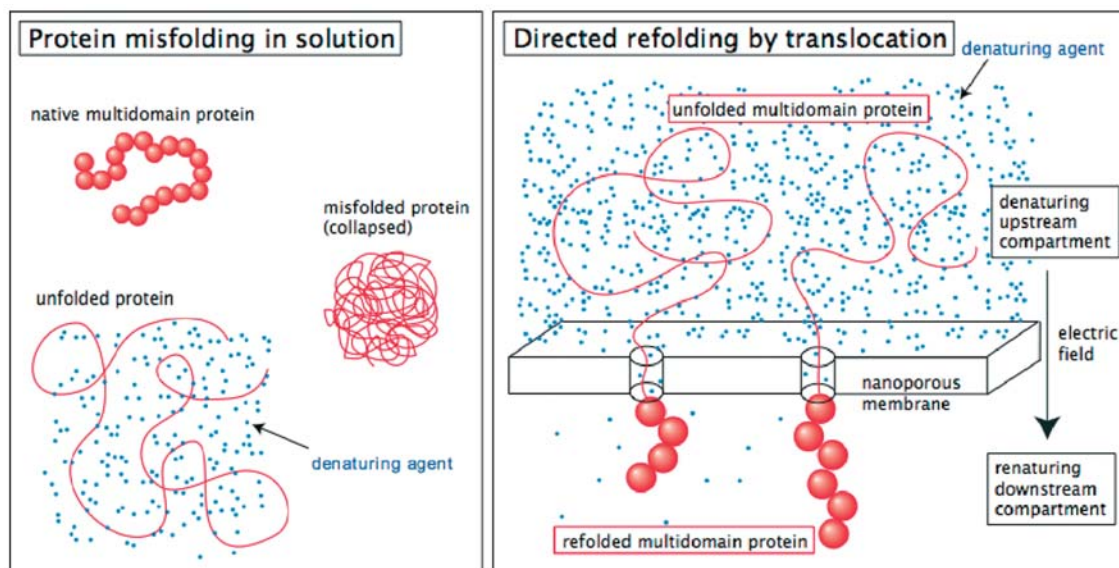 Protein misfolding in solution
native multidomain protein
misfolded protein
(collapsed)
unfolded protein
denaturing agent
Directed refolding by translocation
denaturing agent
unfolded multidomain protein
denaturing
upstream
compartment
electric
field
nanoporous
membrane
renaturing
downstream
compartment
refolded multidomain protein